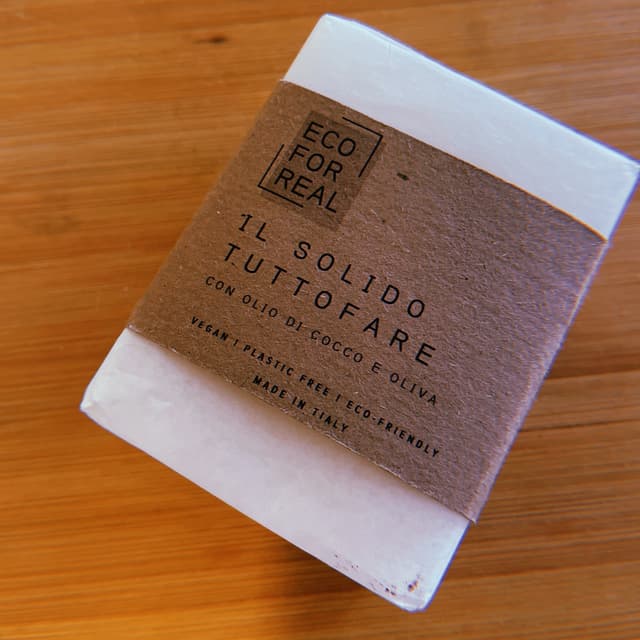 ECO
FOR
REAL
IL SOLIDO
TUTTOFARE
CON OLIO DI COCCO E OLIVA
VEGAN | PLASTIC FREE | ECO-FRIENDLY
MADE IN ITALY